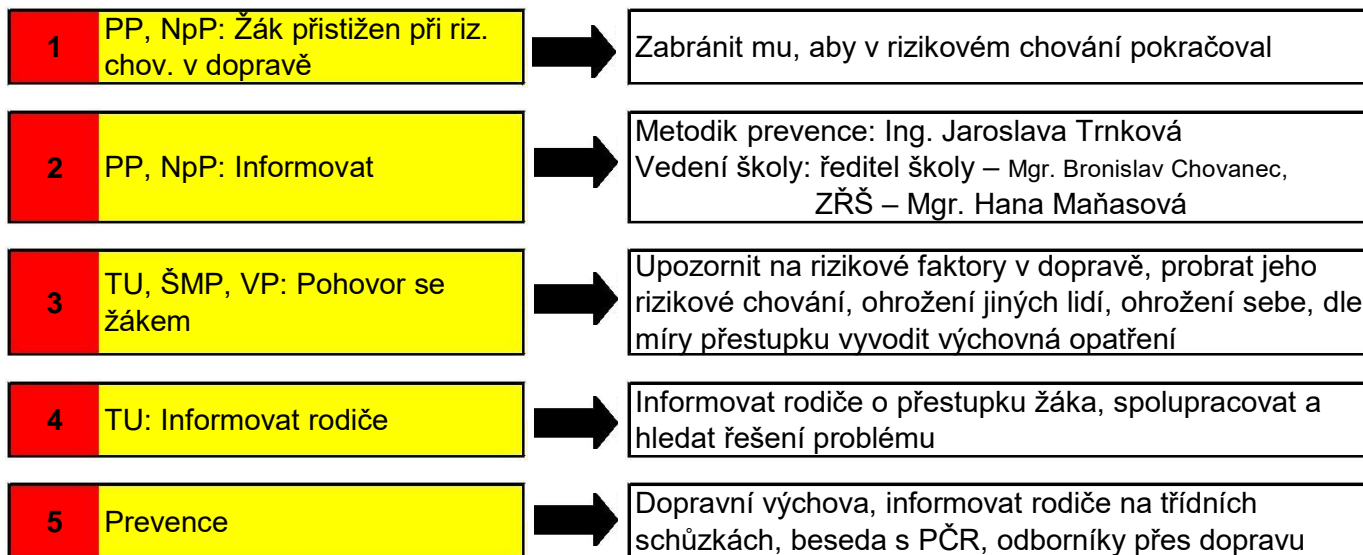 1
PP, NpP: Žák přistižen při riz.
chov. v dopravě
Zabránit mu, aby v rizikovém chování pokračoval
2
PP, NpP: Informovat
Metodik prevence: Ing. Jaroslava Trnková
Vedení školy: ředitel školy – Mgr. Bronislav Chovanec,
ZŘŠ – Mgr. Hana Maňasová
3
TU, ŠMP, VP: Pohovor se
žákem
Upozornit na rizikové faktory v dopravě, probrat jeho
rizikové chování, ohrožení jiných lidí, ohrožení sebe, dle
míry přestupku vyvodit výchovná opatření
4
TU: Informovat rodiče
Informovat rodiče o přestupku žáka, spolupracovat a
hledat řešení problému
5
Prevence
Dopravní výchova, informovat rodiče na třídních
schůzkách, beseda s PČR, odborníky přes dopravu